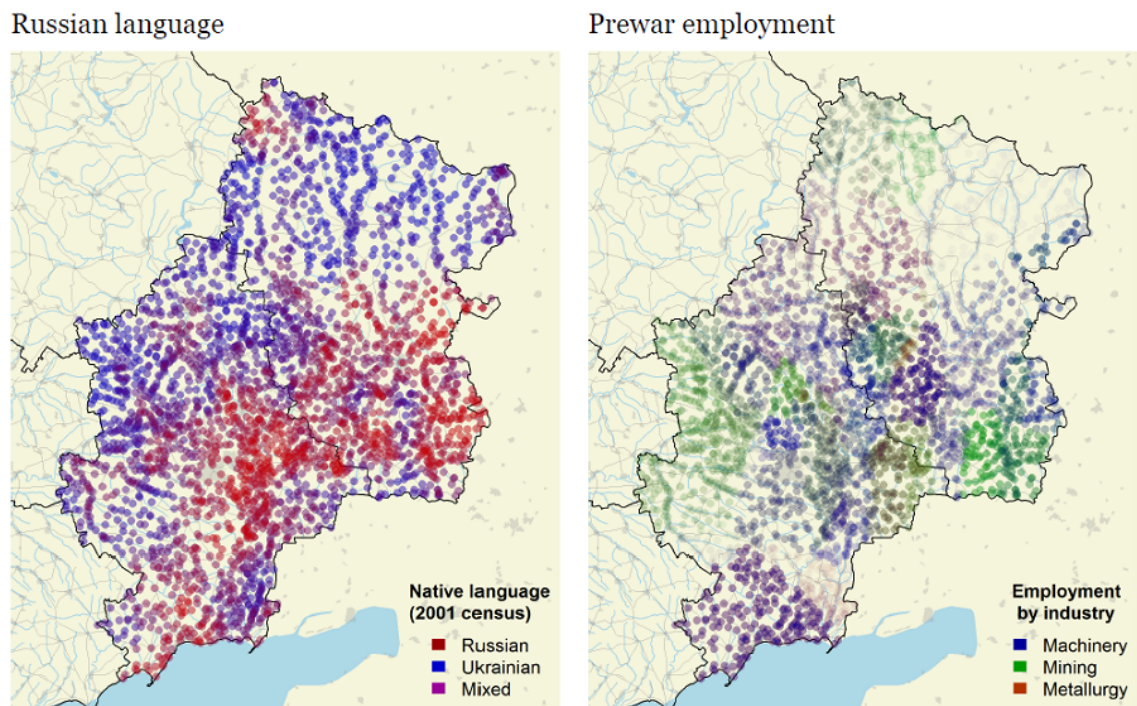 Russian language
Prewar employment
Native language
(2001 census)
Russian
Ukrainian
Mixed
Employment
by industry
Machinery
Mining
Metallurgy